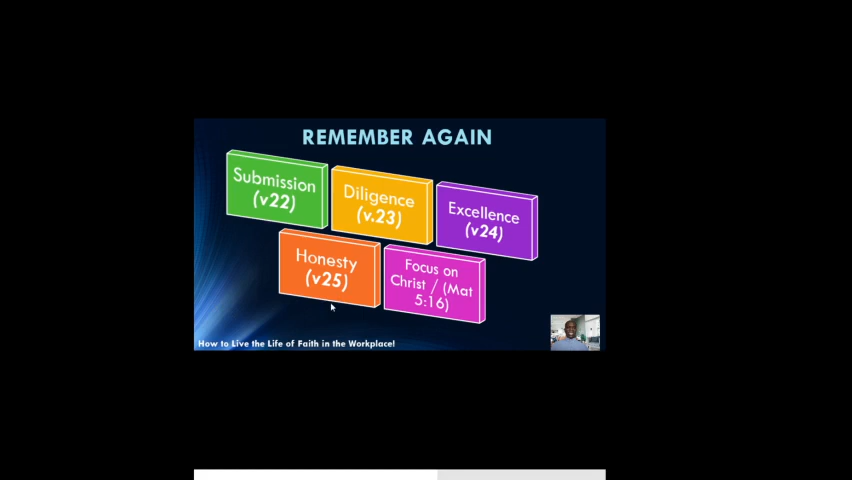 REMEMBER AGAIN
Submission
(v22)
Diligence
(v.23)
Excellence
(v24)
Honesty
(v25)
Focus on
Christ / (Mat
5:16)
How to Live the Life of Faith in the Workplace!